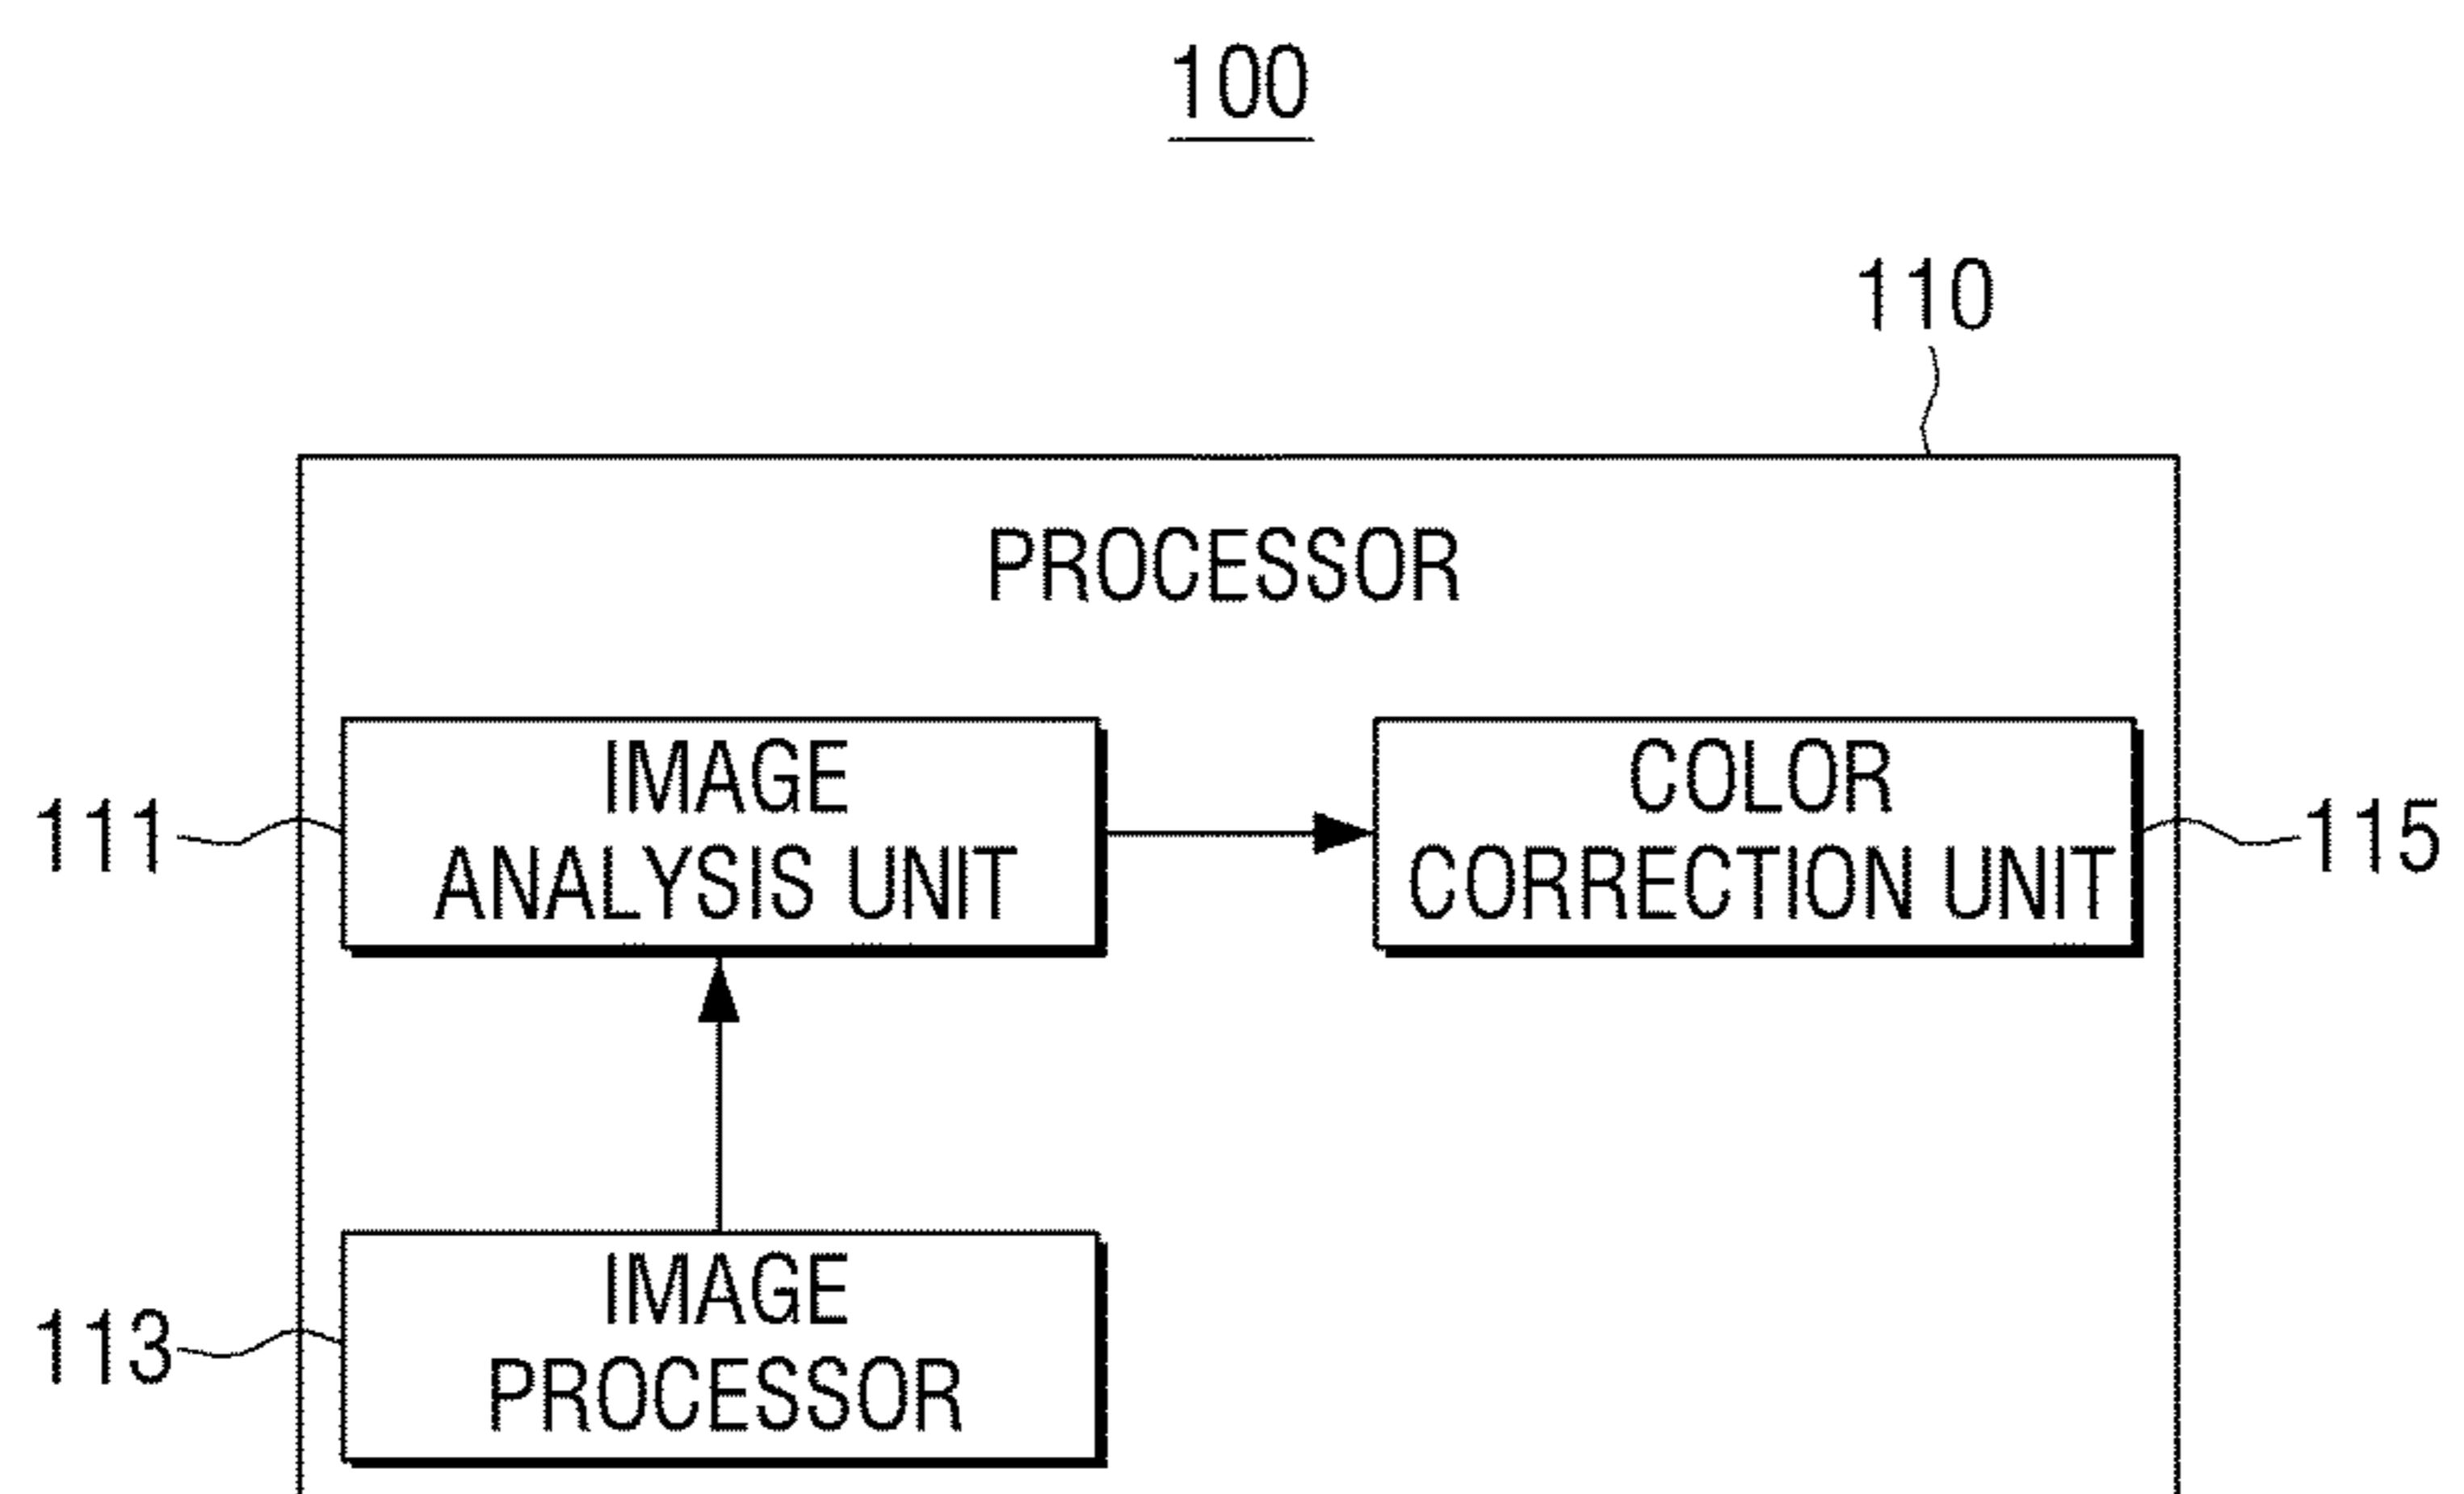 100
110
PROCESSOR
111
IMAGE
ANALYSIS UNIT
COLOR
CORRECTION UNIT
115
113
IMAGE
PROCESSOR